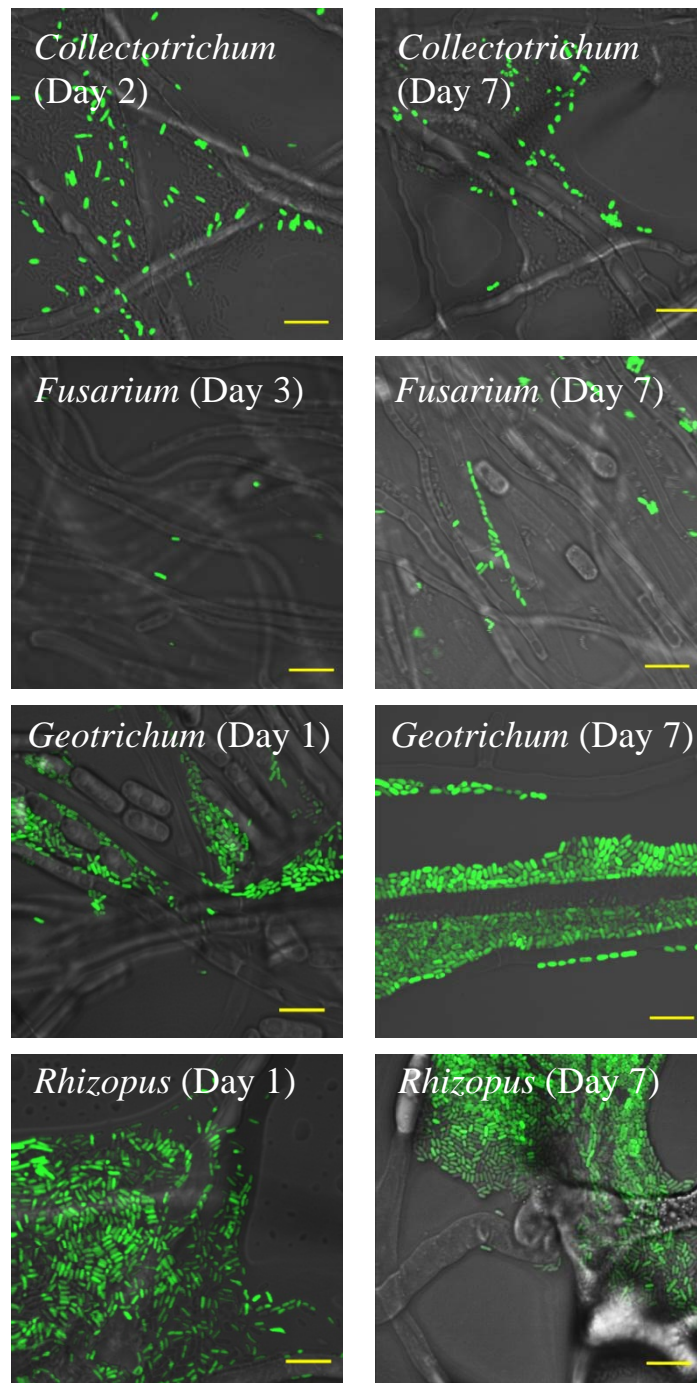 Collectotrichum
(Day 2)
Collectotrichum
(Day 7)
Fusarium (Day 3)
Fusarium (Day 7)
Geotrichum (Day 1)
Geotrichum (Day 7)
Rhizopus (Day 1)
Rhizopus (Day 7)